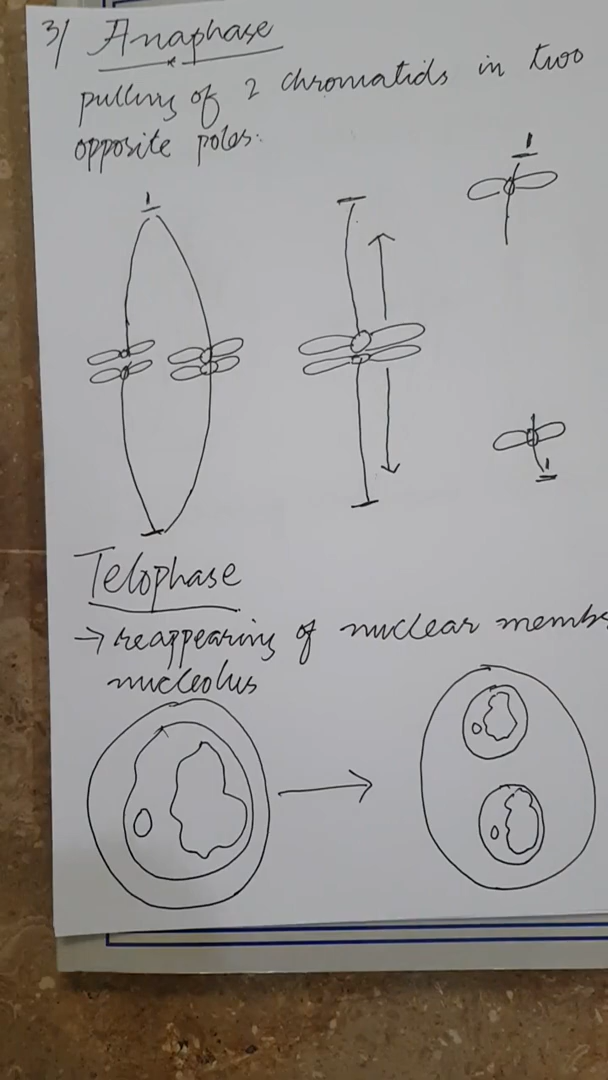 3/ Anaphase
pulling of 2 chromatids in two
opposite poles.
Telophase
→ reappearing of nuclear memb
nucleolus